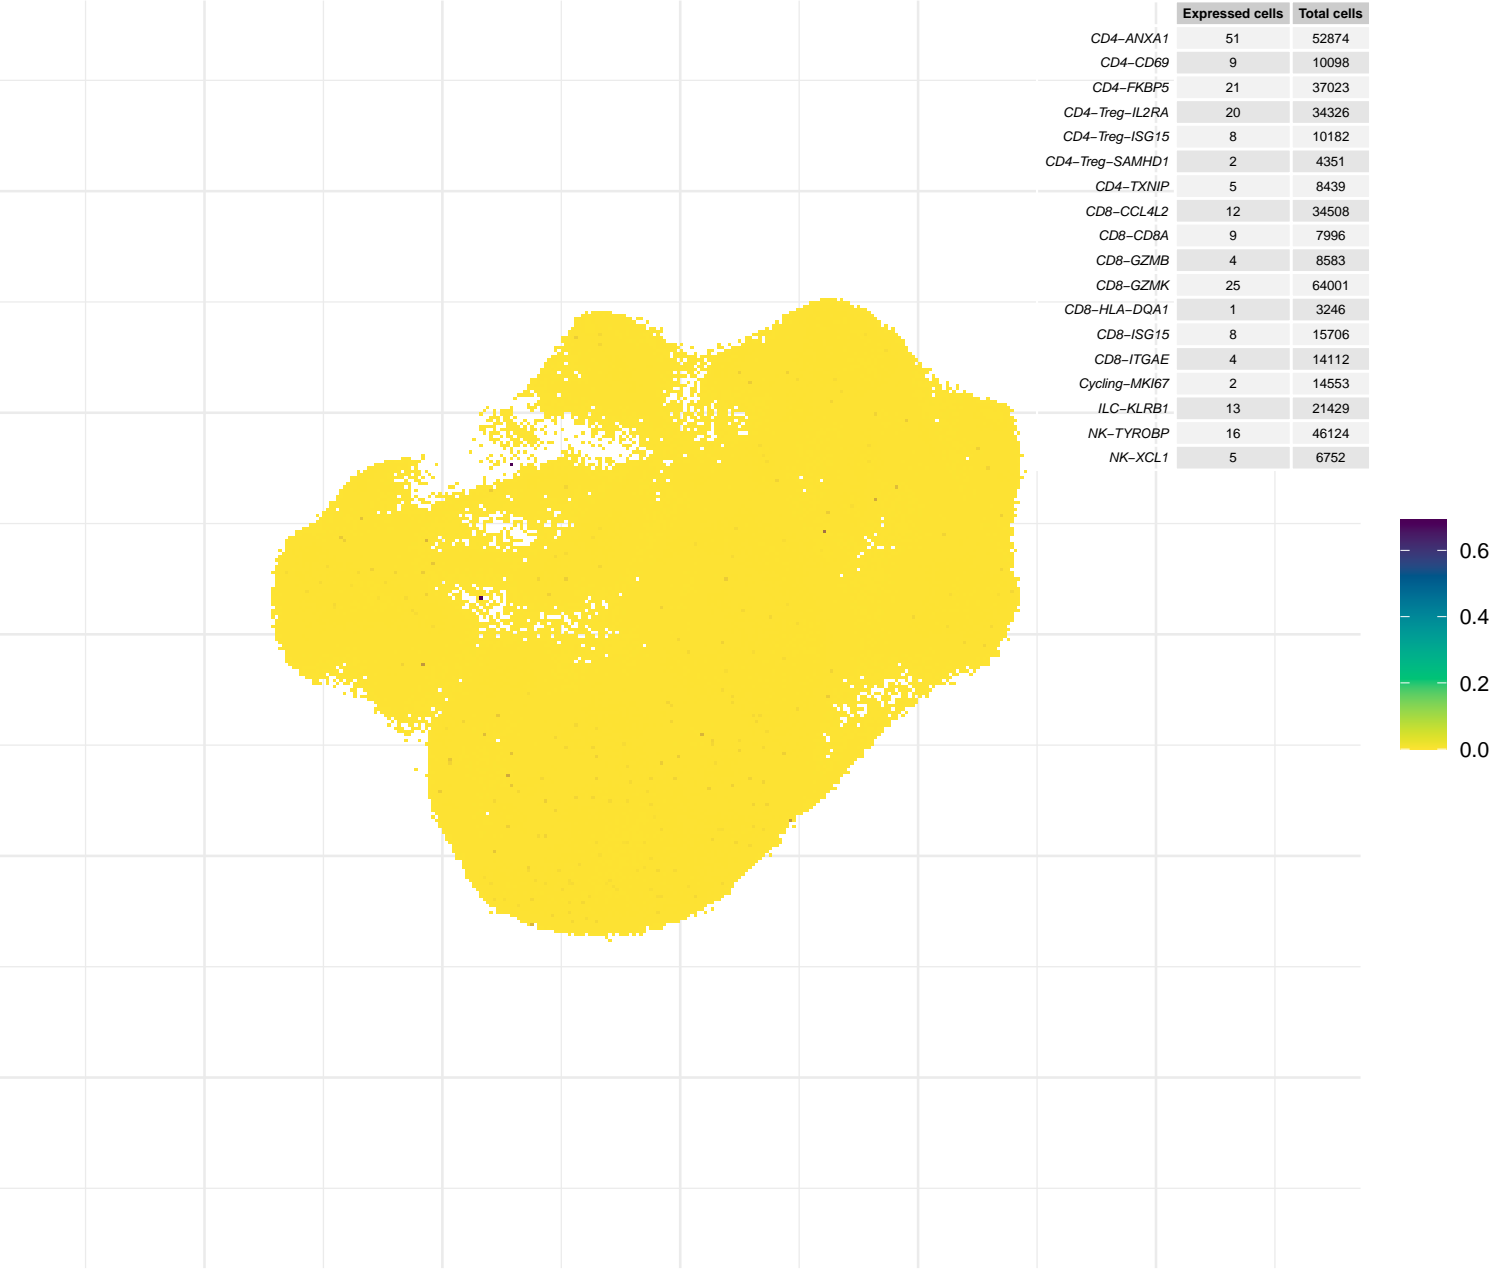 Expressed cells Total cells
CD4−ANXA1 51 52874
CD4−CD69 9 10098
CD4−FKBP5 21 37023
CD4−Treg−IL2RA 20 34326
CD4−Treg−ISG15 8 10182
CD4−Treg−SAMHD1 2 4351
CD4−TXNIP 5 8439
CD8−CCL4L2 12 34508
CD8−CD8A 9 7996
CD8−GZMB 4 8583
CD8−GZMK 25 64001
CD8−HLA−DQA1 1 3246
CD8−ISG15 8 15706
CD8−ITGAE 4 14112
Cycling−MKI67 2 14553
ILC−KLRB1 13 21429
NK−TYROBP 16 46124
NK−XCL1 5 6752
0.6
0.4
0.2
0.0